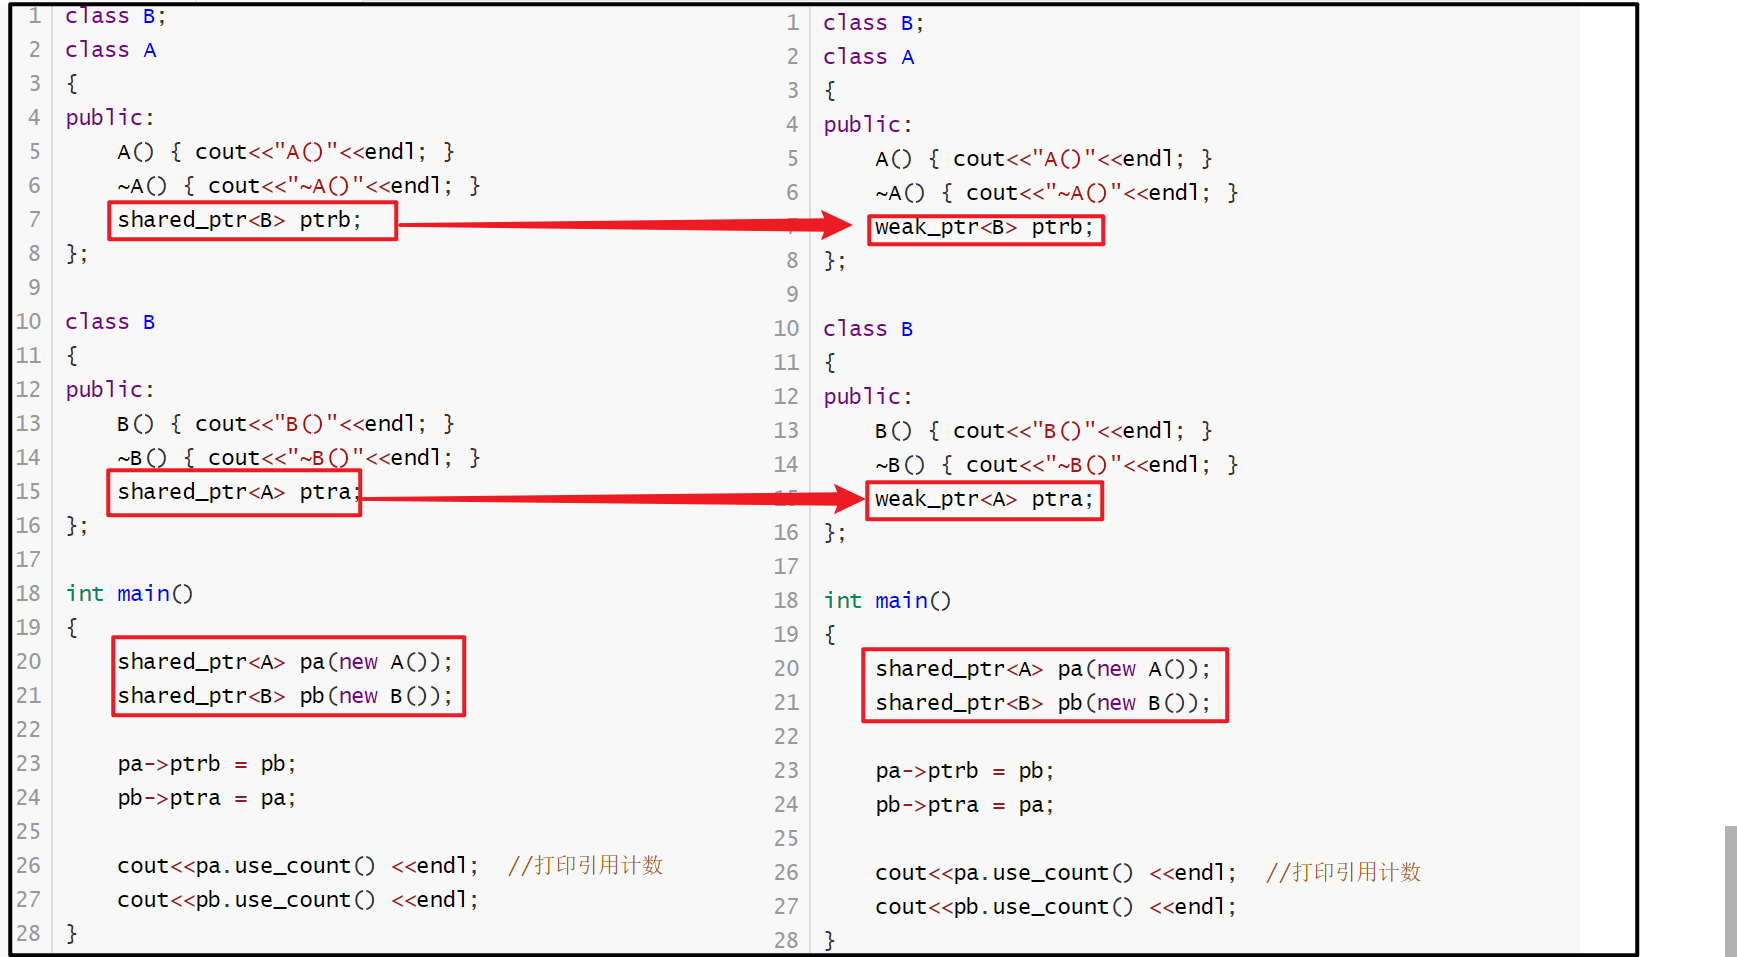 1 class B;
2 class A
3 {
4 public:
5 A() { cout<<"A()"<<endl; }
6 ~A() { cout<<"~A()"<<endl; }
7 shared_ptr<B> ptrb;
8 };
9
10 class B
11 {
12 public:
13 B() { cout<<"B()"<<endl; }
14 ~B() { cout<<"~B()"<<endl; }
15 shared_ptr<A> ptra;
16 };
17
18 int main()
19 {
20 shared_ptr<A> pa(new A());
21 shared_ptr<B> pb(new B());
22
23 pa->ptrb = pb;
24 pb->ptra = pa;
25
26 cout<<pa.use_count() <<endl; //打印引用计数
27 cout<<pb.use_count() <<endl;
28 }
1 class B;
2 class A
3 {
4 public:
5 A() { cout<<"A()"<<endl; }
6 ~A() { cout<<"~A()"<<endl; }
weak_ptr<B> ptrb;
8 };
9
10 class B
11 {
12 public:
13 B() { cout<<"B()"<<endl; }
14 ~B() { cout<<"~B()"<<endl; }
15 weak_ptr<A> ptra;
16 };
17
18 int main()
19 {
20 shared_ptr<A> pa(new A());
21 shared_ptr<B> pb(new B());
22
23 pa->ptrb = pb;
24 pb->ptra = pa;
25
26 cout<<pa.use_count() <<endl; //打印引用计数
27 cout<<pb.use_count() <<endl;
28 }